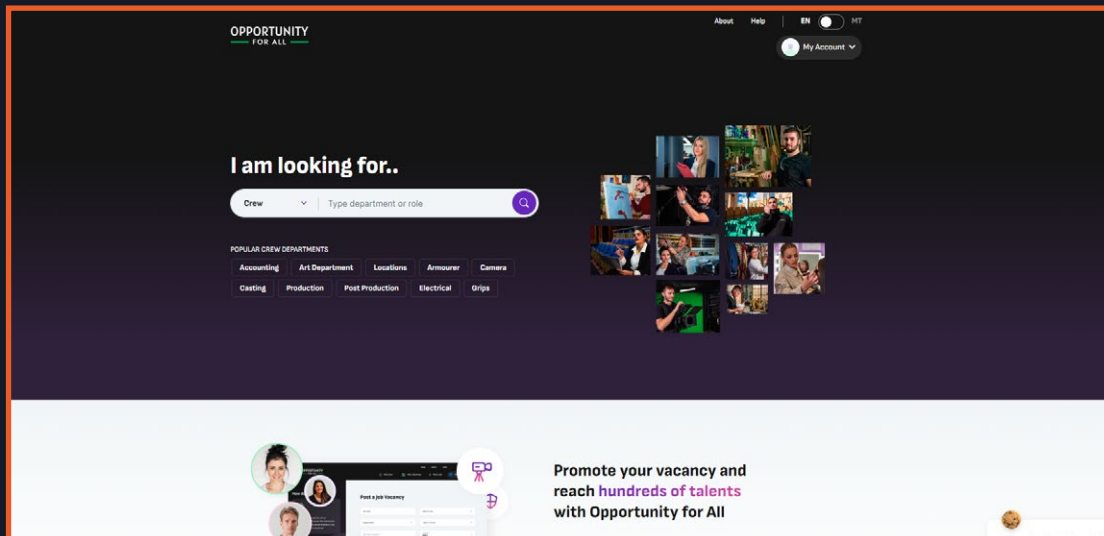 OPPORTUNITY
FOR ALL
About Help EN MT
My Account
I am looking for..
Crew Type department or role
POPULAR CREW DEPARTMENTS
Accounting Art Department Locations Armourer Camera
Casting Production Post Production Electrical Grips
Promote your vacancy and
reach hundreds of talents
with Opportunity for All
Post a job Vacancy